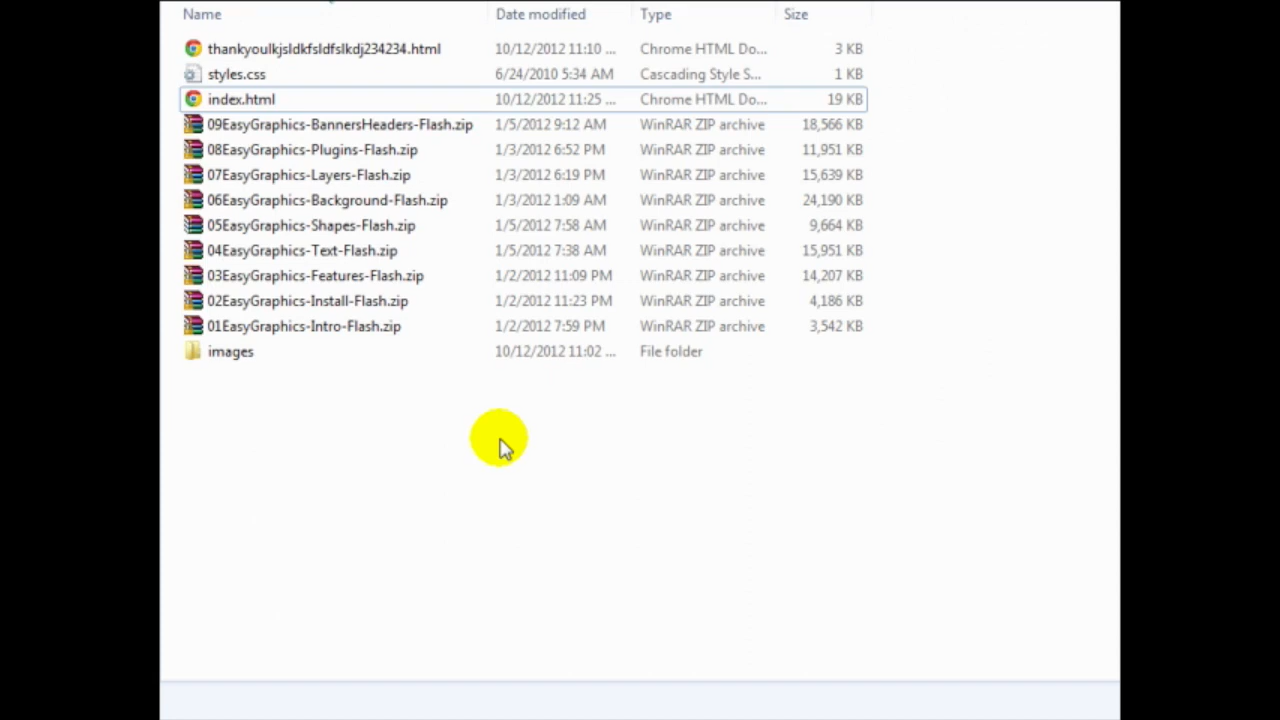 Name Date modified Type Size
thankyoulkjsldkfsldfslkdj234234.html 10/12/2012 11:10 ... Chrome HTML Do... 3 KB
styles.css 6/24/2010 5:34 AM Cascading Style S... 1 KB
index.html 10/12/2012 11:25 ... Chrome HTML Do... 19 KB
09EasyGraphics-BannersHeaders-Flash.zip 1/5/2012 9:12 AM WinRAR ZIP archive 18,566 KB
08EasyGraphics-Plugins-Flash.zip 1/3/2012 6:52 PM WinRAR ZIP archive 11,951 KB
07EasyGraphics-Layers-Flash.zip 1/3/2012 6:19 PM WinRAR ZIP archive 15,639 KB
06EasyGraphics-Background-Flash.zip 1/3/2012 1:09 AM WinRAR ZIP archive 24,190 KB
05EasyGraphics-Shapes-Flash.zip 1/5/2012 7:58 AM WinRAR ZIP archive 9,664 KB
04EasyGraphics-Text-Flash.zip 1/5/2012 7:38 AM WinRAR ZIP archive 15,951 KB
03EasyGraphics-Features-Flash.zip 1/2/2012 11:09 PM WinRAR ZIP archive 14,207 KB
02EasyGraphics-Install-Flash.zip 1/2/2012 11:23 PM WinRAR ZIP archive 4,186 KB
01EasyGraphics-Intro-Flash.zip 1/2/2012 7:59 PM WinRAR ZIP archive 3,542 KB
images 10/12/2012 11:02 ... File folder